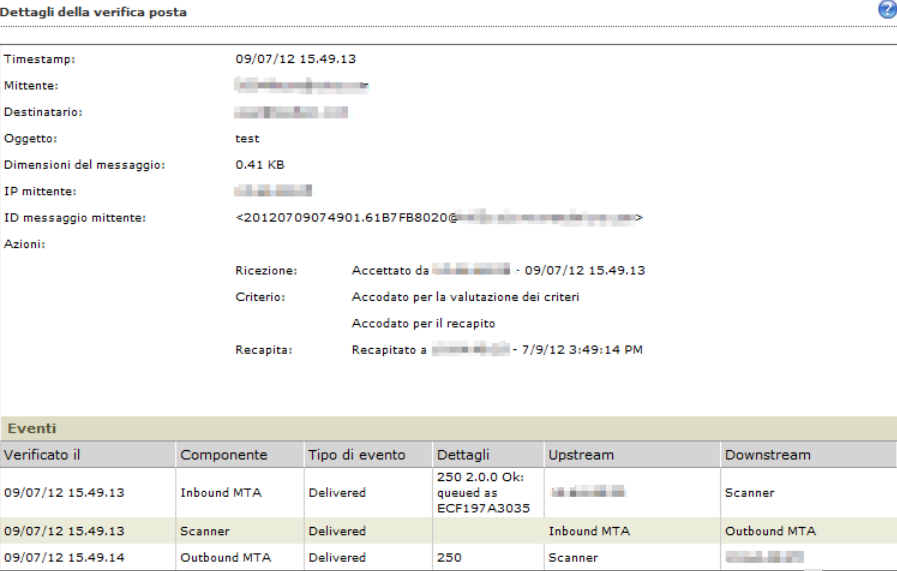 Dettagli della verifica posta
?
Timestamp: 09/07/12 15.49.13
Mittente:
Destinatario:
Oggetto: test
Dimensioni del messaggio: 0.41 KB
IP mittente:
ID messaggio mittente: <20120709074901.61B7FB8020@ >
Azioni:
Ricezione: Accettato da - 09/07/12 15.49.13
Criterio: Accodato per la valutazione dei criteri
Accodato per il recapito
Recapita: Recapitato a - 7/9/12 3:49:14 PM
Eventi
Verificato il Componente Tipo di evento Dettagli Upstream Downstream
09/07/12 15.49.13 Inbound MTA Delivered 250 2.0.0 Ok: queued as ECF197A3035 Scanner
09/07/12 15.49.13 Scanner Delivered Inbound MTA Outbound MTA
09/07/12 15.49.14 Outbound MTA Delivered 250 Scanner